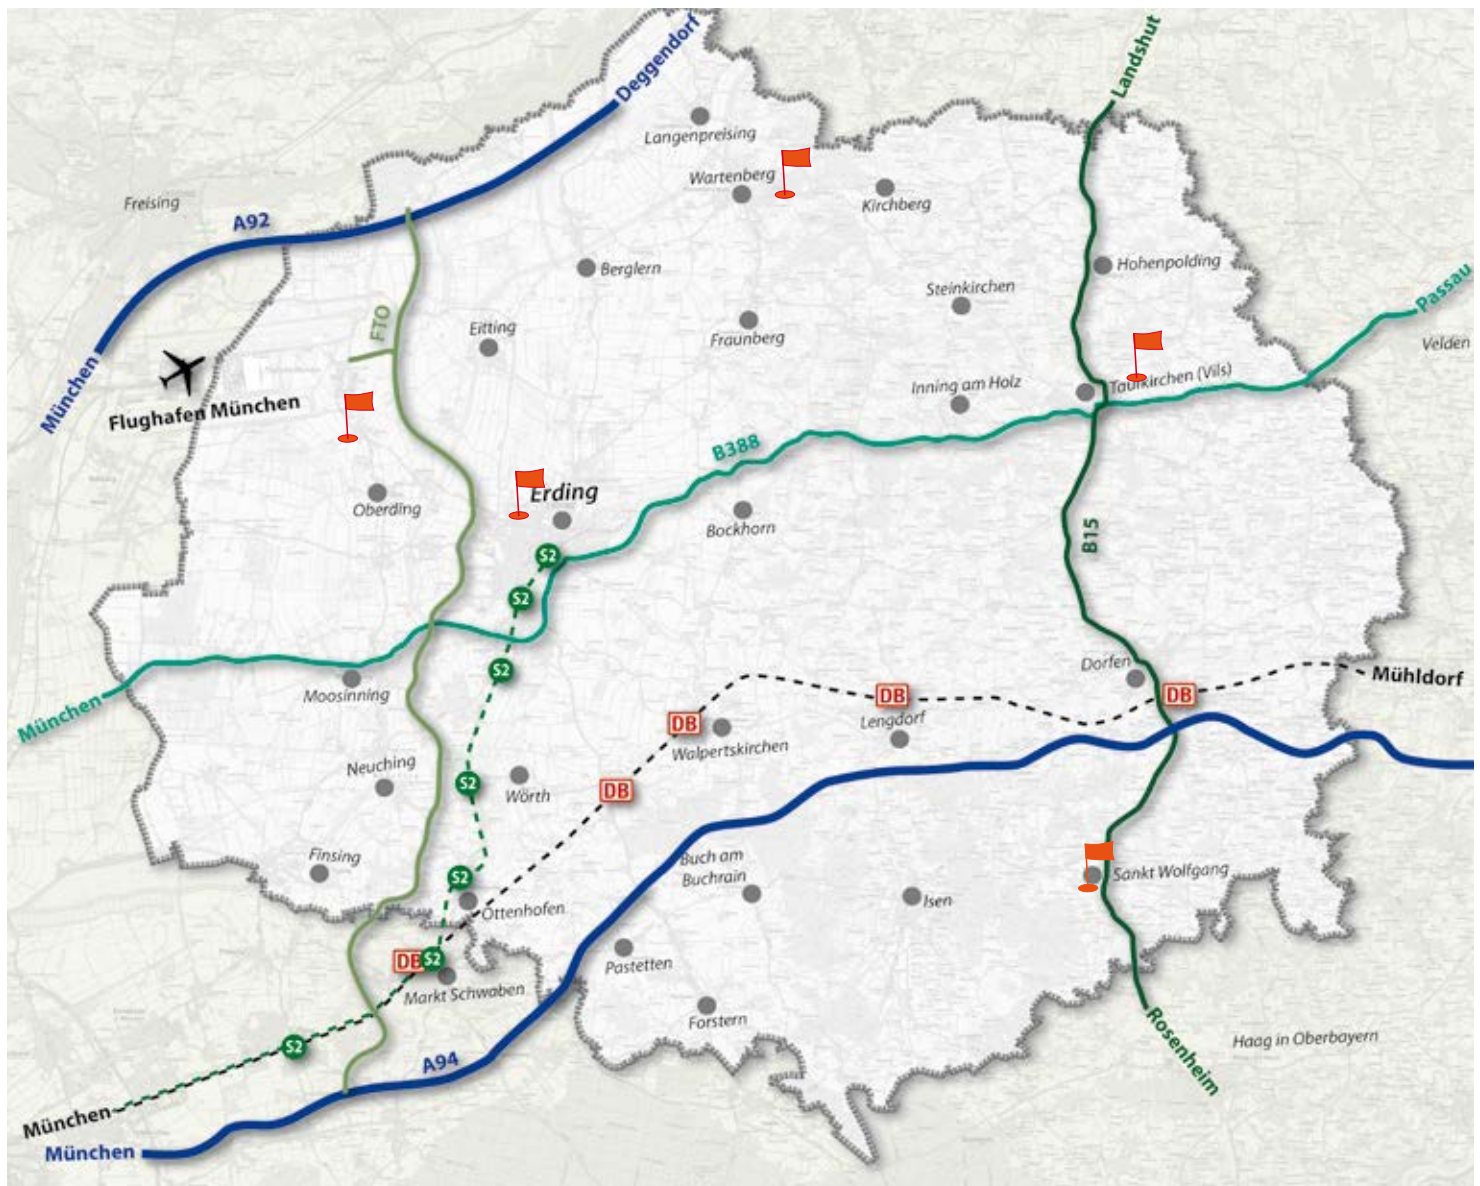 Landshut
Deggendorf
Langenpreising
Wartenberg
Kirchberg
Freising
A92
Hohenpolding
Berglern
Passau
Steinkirchen
FTO
Eitting
Fraunberg
Velden
München
Flughafen München
Inning am Holz
Taufkirchen (Vils)
B388
Erding
Oberding
Bockhorn
B15
S2
S2
S2
Dorfen
Mühldorf
München
Moosinning
DB
DB
DB
Lengdorf
Walpertskirchen
Neuching
S2
Wörth
DB
Finsing
Buch am
Buchrain
Sankt Wolfgang
S2
Ottenhofen
Isen
DB
S2
Pastetten
Markt Schwaben
Forstern
Rosenheim
Haag in Oberbayern
S2
A94
München
München